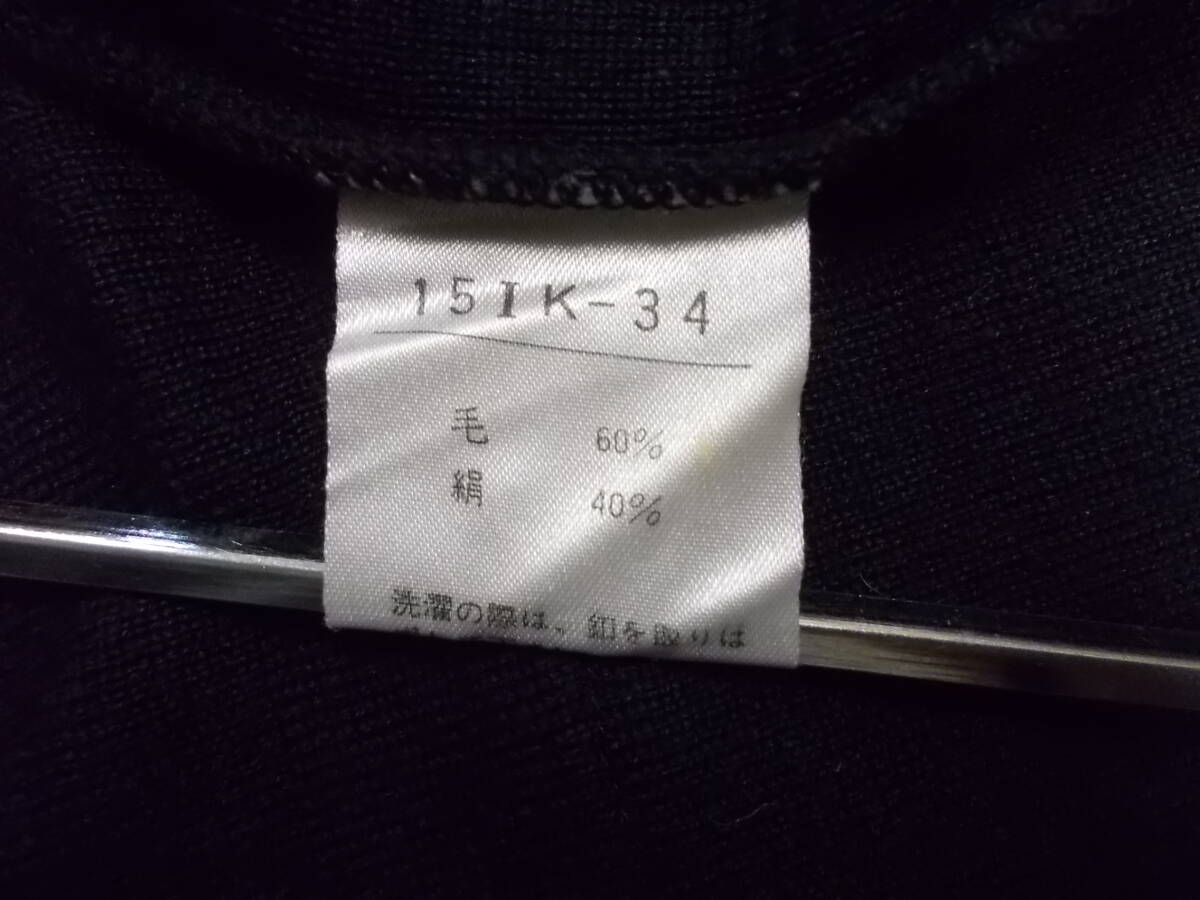 15IK-34
毛 60%
絹 40%
洗濯の際は、釦を取りは